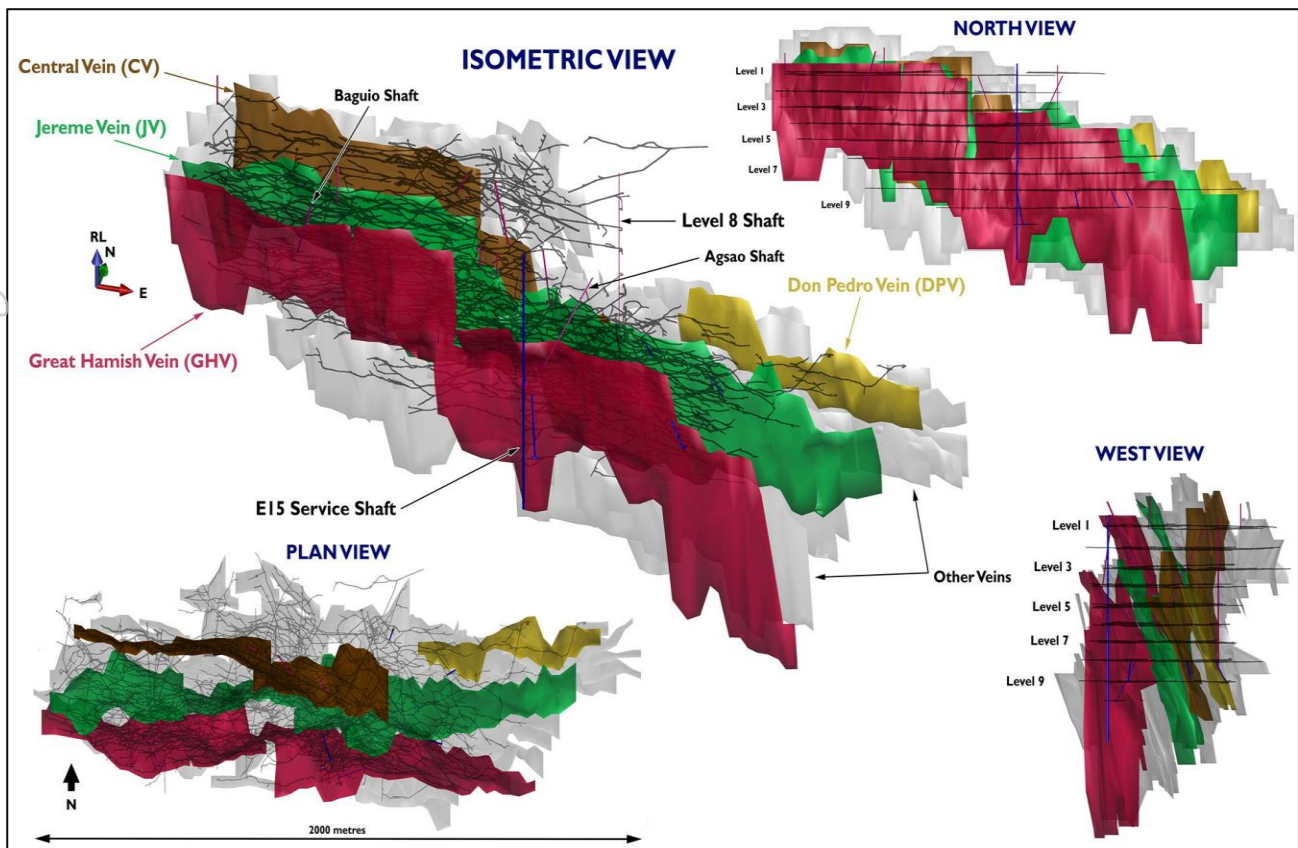 ISOMETRIC VIEW
Central Vein (CV)
Baguio Shaft
Jereme Vein (JV)
Level 8 Shaft
Agsao Shaft
RL
N
E
Don Pedro Vein (DPV)
Great Hamish Vein (GHV)
E15 Service Shaft
Other Veins
NORTH VIEW
Level 1
Level 3
Level 5
Level 7
Level 9
WEST VIEW
Level 1
Level 3
Level 5
Level 7
Level 9
PLAN VIEW
N
2000 metres